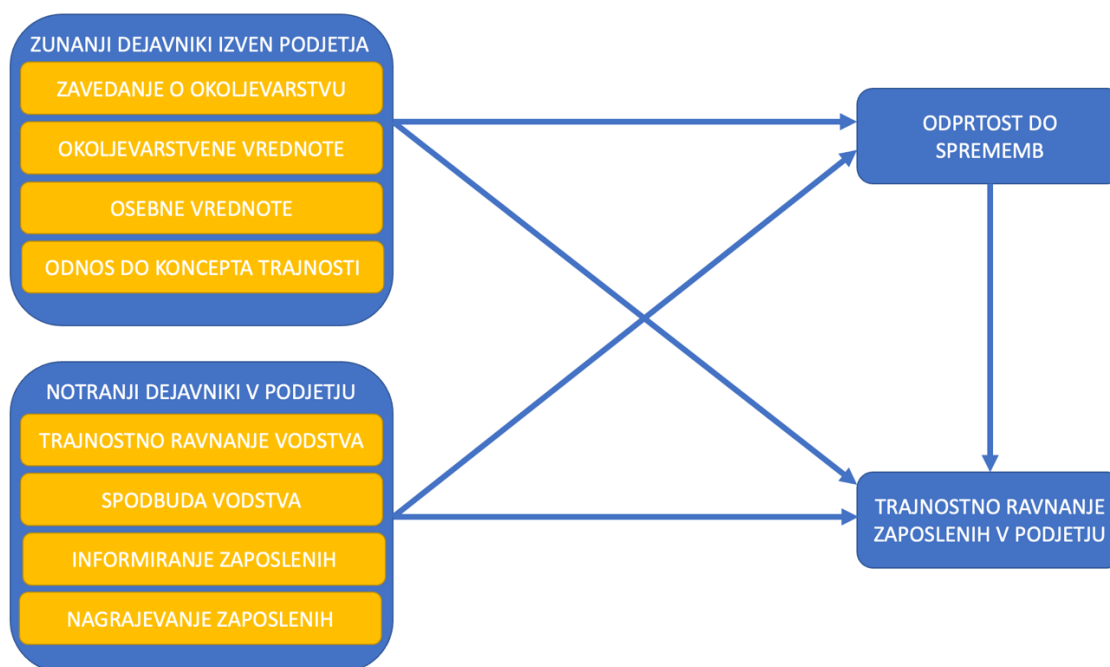 ZUNANJI DEJAVNIKI IZVEN PODJETJA
ZAVEDANJE O OKOLJEVARSTVU
OKOLJEVARSTVENE VREDNOTE
OSEBNE VREDNOTE
ODNOS DO KONCEPTA TRAJNOSTI
NOTRANJI DEJAVNIKI V PODJETJU
TRAJNOSTNO RAVNANJE VODSTVA
SPODBUDA VODSTVA
INFORMIRANJE ZAPOSLENIH
NAGRAJEVANJE ZAPOSLENIH
ODPRTOST DO
SPREMEMB
TRAJNOSTNO RAVNANJE
ZAPOSLENIH V PODJETJU